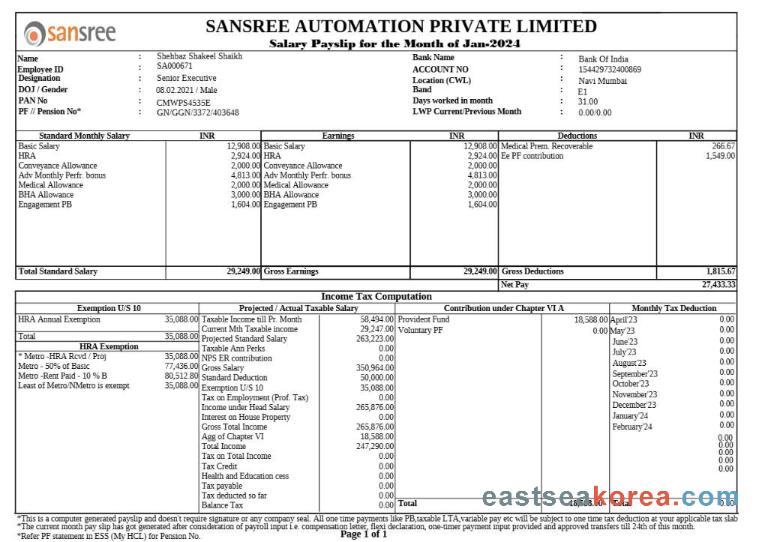 sansree
SANSREE AUTOMATION PRIVATE LIMITED
Salary Payslip for the Month of Jan-2024
Name : Shehbaz Shakeel Shaikh
Employee ID : SA000671
Designation : Senior Executive
DOJ / Gender : 08.02.2021 / Male
PAN No : CMWPS4535E
PF // Pension No* : GN/GGN/3372/403648
Bank Name : Bank Of India
ACCOUNT NO : 154429732400869
Location (CWL) : Navi Mumbai
Band : E1
Days worked in month : 31.00
LWP Current/Previous Month : 0.00/0.00
Standard Monthly Salary INR Earnings INR Deductions INR
Basic Salary 12,908.00 Basic Salary 12,908.00 Medical Prem. Recoverable 266.67
HRA 2,924.00 HRA 2,924.00 Ee PF contribution 1,549.00
Conveyance Allowance 2,000.00 Conveyance Allowance 2,000.00
Adv Monthly Perfr. bonus 4,813.00 Adv Monthly Perfr. bonus 4,813.00
Medical Allowance 2,000.00 Medical Allowance 2,000.00
BHA Allowance 3,000.00 BHA Allowance 3,000.00
Engagement PB 1,604.00 Engagement PB 1,604.00
Total Standard Salary 29,249.00 Gross Earnings 29,249.00 Gross Deductions 1,815.67
Net Pay 27,433.33
Income Tax Computation
Exemption U/S 10
HRA Annual Exemption 35,088.00
Total 35,088.00
HRA Exemption
* Metro -HRA Rcvd / Proj 35,088.00
Metro - 50% of Basic 77,436.00
Metro -Rent Paid - 10 % B 80,512.80
Least of Metro/NMetro is exempt 35,088.00
Projected / Actual Taxable Salary
Taxable Income till Pr. Month 58,494.00
Current Mth Taxable income 29,247.00
Projected Standard Salary 263,223.00
Taxable Ann Perks 0.00
NPS ER contribution 0.00
Gross Salary 350,964.00
Standard Deduction 50,000.00
Exemption U/S 10 35,088.00
Tax on Employment (Prof. Tax) 0.00
Income under Head Salary 265,876.00
Interest on House Property 0.00
Gross Total Income 265,876.00
Agg of Chapter VI 18,588.00
Total Income 247,290.00
Tax on Total Income 0.00
Tax Credit 0.00
Health and Education cess 0.00
Tax payable 0.00
Tax deducted so far 0.00
Balance Tax 0.00
Contribution under Chapter VI A
Provident Fund 18,588.00
Voluntary PF 0.00
Total
Monthly Tax Deduction
April'23 0.00
May'23 0.00
June'23 0.00
July'23 0.00
August'23 0.00
September'23 0.00
October'23 0.00
November'23 0.00
December'23 0.00
January'24 0.00
February'24 0.00
0.00
0.00
0.00
0.00
0.00
Total 0.00
eastseakorea.com
*This is a computer generated payslip and doesn't require signature or any company seal. All one time payments like PB,taxable LTA,variable pay etc will be subject to one time tax deduction at your applicable tax slab
*The current month pay slip has got generated after consideration of payroll input i.e. compensation letter, flexi declaration, one-timer payment input provided and approved transfers till 24th of this month.
*Refer PF statement in ESS (My HCL) for Pension No.
Page 1 of 1